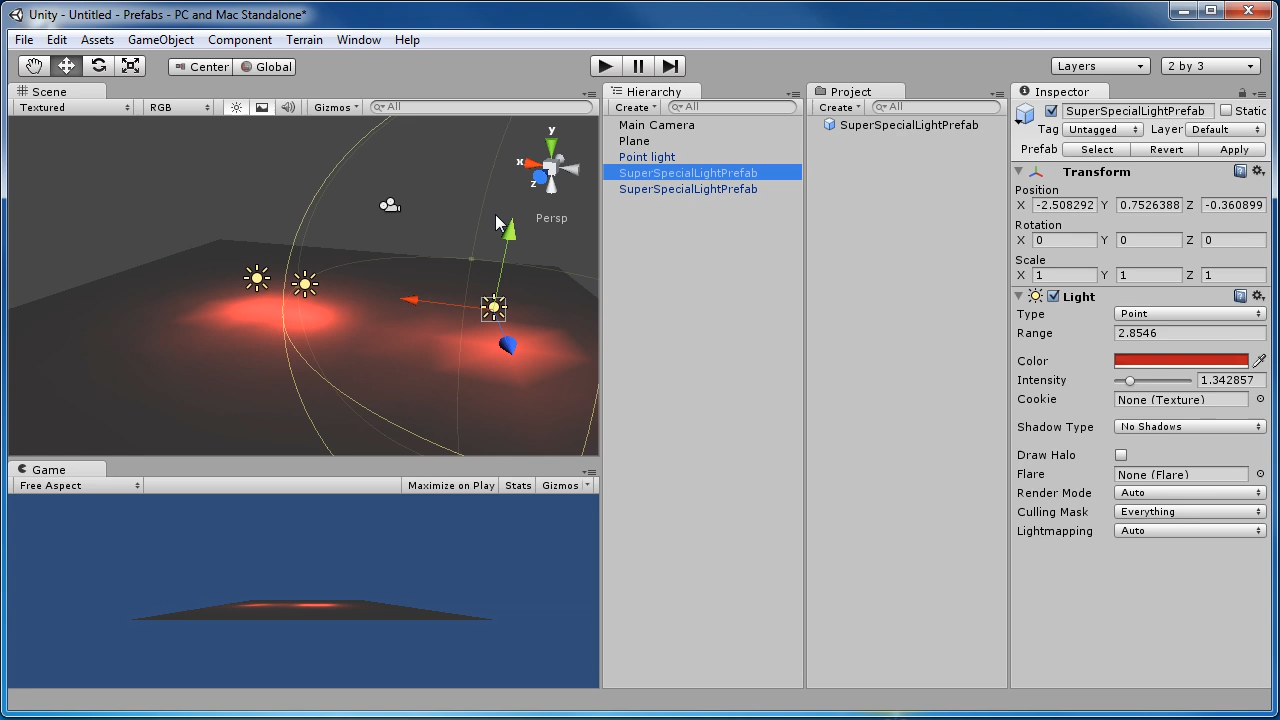 Unity - Untitled - Prefabs - PC and Mac Standalone*
File Edit Assets GameObject Component Terrain Window Help
Center Global Layers 2 by 3
Scene
Textured RGB Gizmos All
y
x
z
Persp
Game
Free Aspect Maximize on Play Stats Gizmos
Hierarchy
Create All
Main Camera
Plane
Point light
SuperSpecialLightPrefab
SuperSpecialLightPrefab
Project
Create All
SuperSpecialLightPrefab
Inspector
SuperSpecialLightPrefab Static
Tag Untagged Layer Default
Prefab Select Revert Apply
Transform
Position
X -2.508292 Y 0.7526388 Z -0.360899
Rotation
X 0 Y 0 Z 0
Scale
X 1 Y 1 Z 1
Light
Type Point
Range 2.8546
Color
Intensity 1.342857
Cookie None (Texture)
Shadow Type No Shadows
Draw Halo
Flare None (Flare)
Render Mode Auto
Culling Mask Everything
Lightmapping Auto